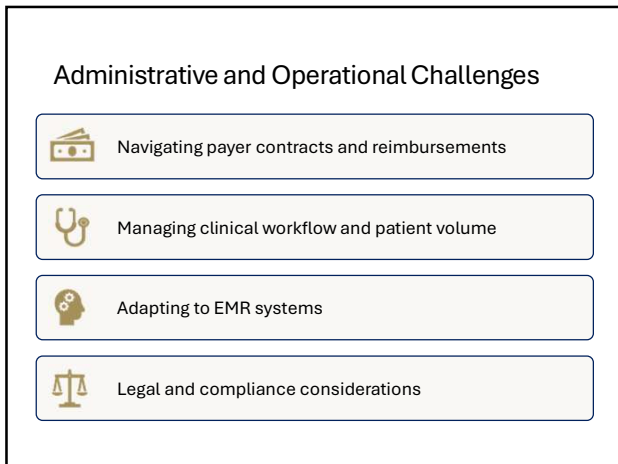 Administrative and Operational Challenges
Navigating payer contracts and reimbursements
Managing clinical workflow and patient volume
Adapting to EMR systems
Legal and compliance considerations